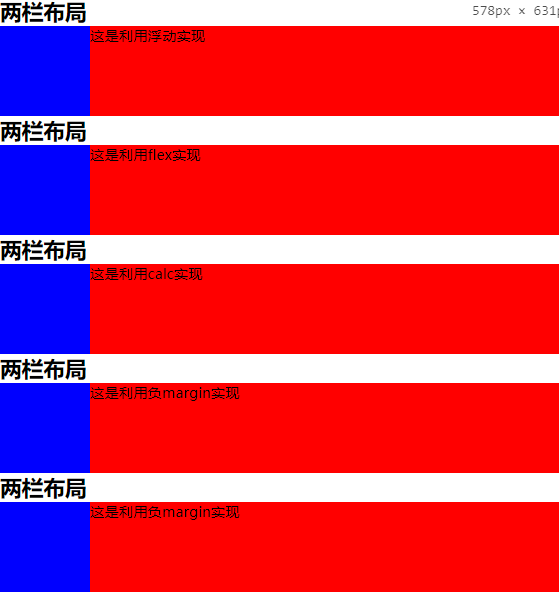 两栏布局
578px × 631p
这是利用浮动实现
两栏布局
这是利用flex实现
两栏布局
这是利用calc实现
两栏布局
这是利用负margin实现
两栏布局
这是利用负margin实现